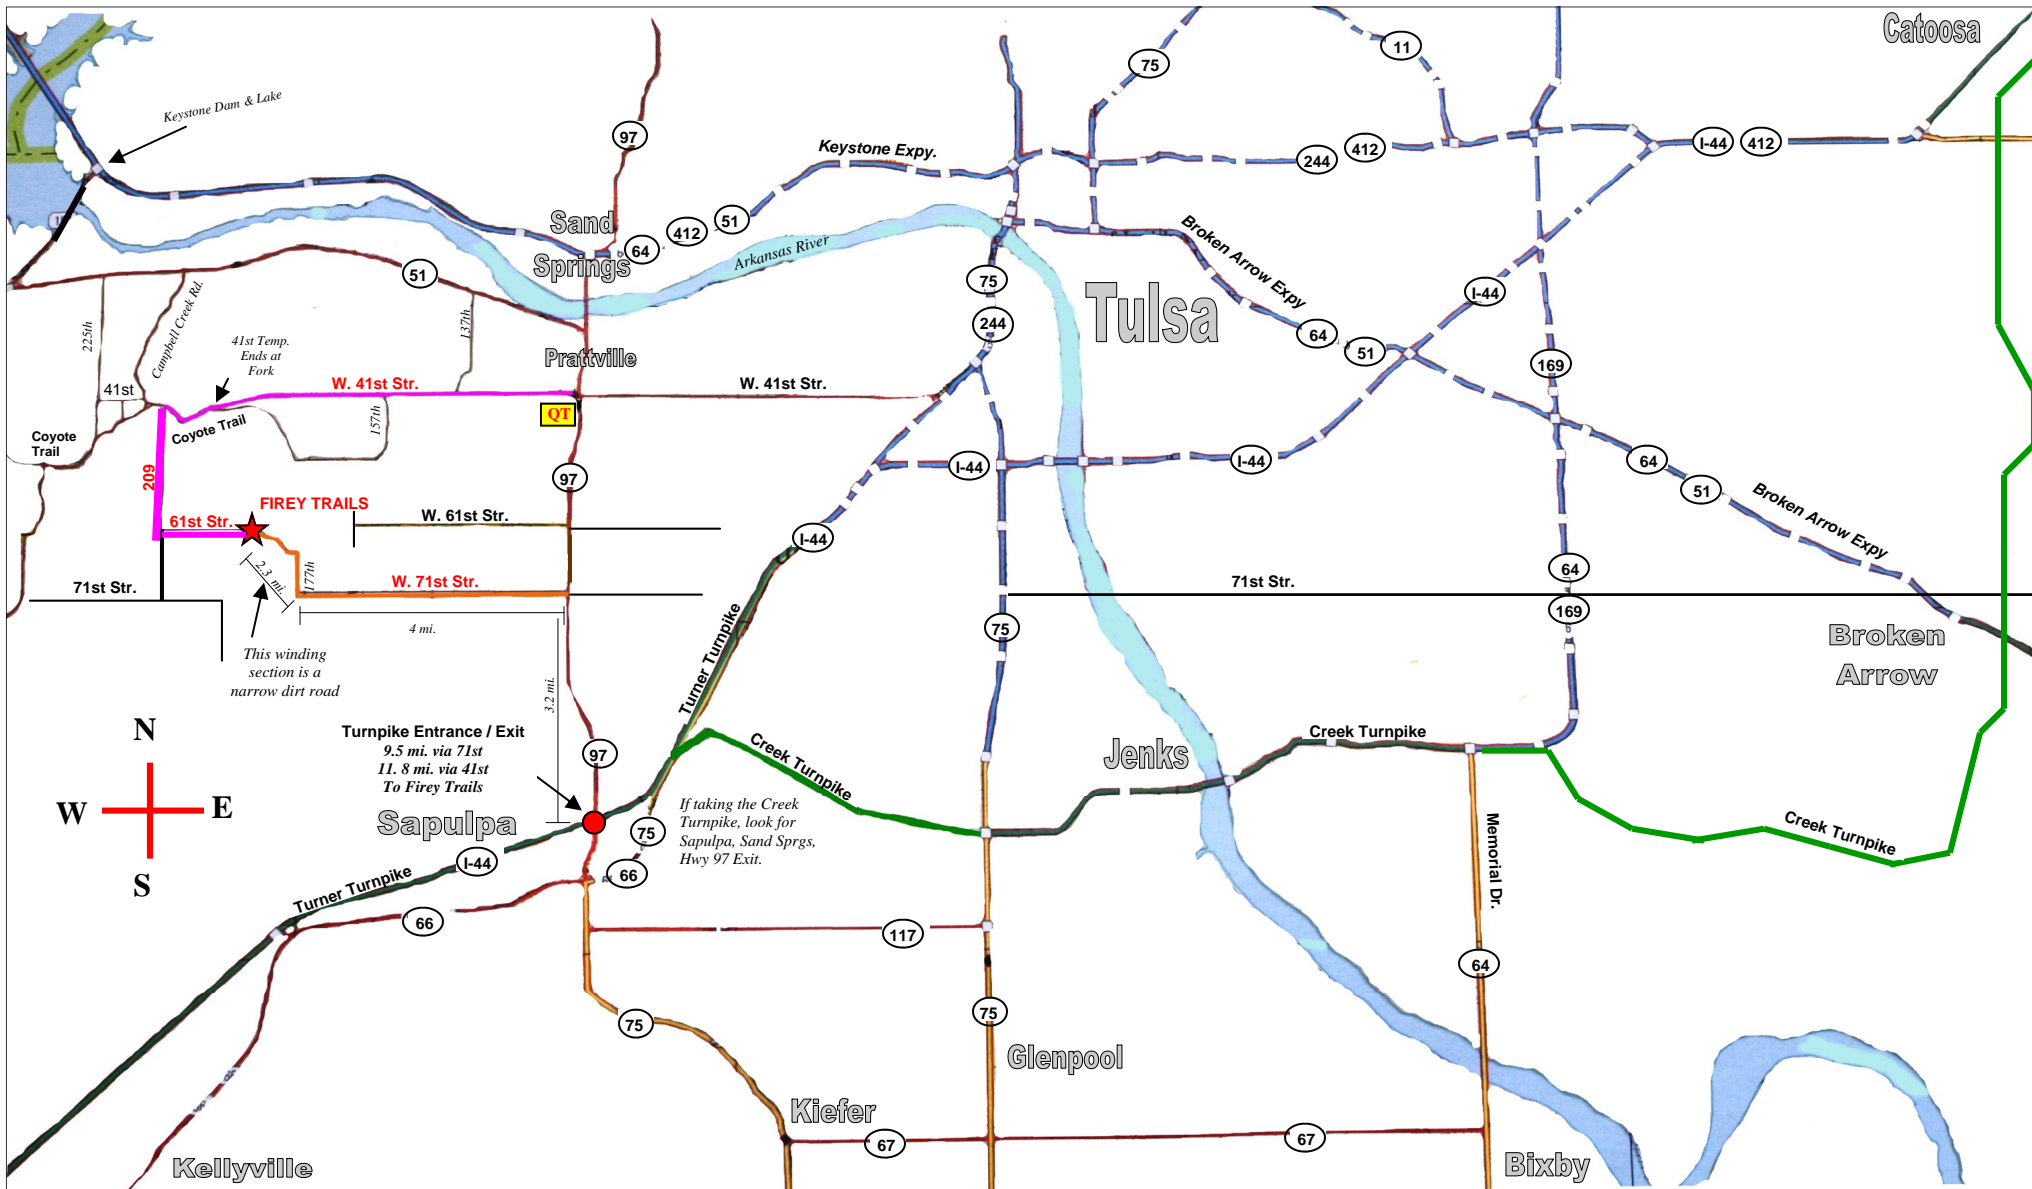 Catoosa
11
75
Keystone Dam & Lake
97
Keystone Expy.
244
412
I-44
412
Sand
Springs
64
412
51
Arkansas River
Broken Arrow Expy
51
75
Tulsa
I-44
225th
Campbell Creek Rd.
137th
244
64
51
41st Temp.
Ends at
Fork
Prattville
169
41st
W. 41st Str.
W. 41st Str.
QT
157th
Coyote
Trail
Coyote Trail
209
97
I-44
I-44
64
51
Broken Arrow Expy
FIREY TRAILS
61st Str.
W. 61st Str.
I-44
2.3 mi.
177th
W. 71st Str.
71st Str.
71st Str.
64
169
4 mi.
75
Turner Turnpike
Broken
Arrow
This winding
section is a
narrow dirt road
3.2 mi.
N
W
E
S
Turnpike Entrance / Exit
9.5 mi. via 71st
11. 8 mi. via 41st
To Firey Trails
97
Creek Turnpike
Jenks
Creek Turnpike
Sapulpa
If taking the Creek
Turnpike, look for
Sapulpa, Sand Sprgs,
Hwy 97 Exit.
75
66
I-44
Turner Turnpike
Memorial Dr.
Creek Turnpike
66
117
64
75
75
Glenpool
Kiefer
67
67
Kellyville
Bixby